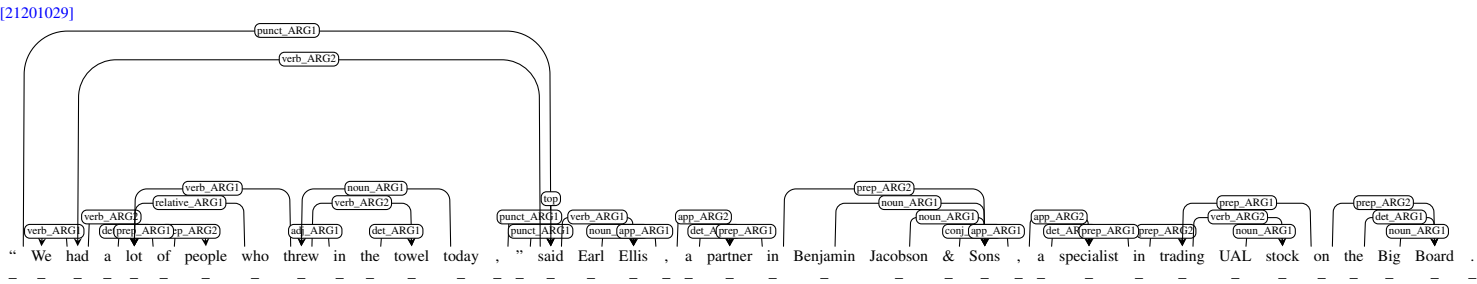 [21201029]
punct_ARG1
verb_ARG2
top
verb_ARG1 noun_ARG1 prep_ARG2
relative_ARG1 verb_ARG2 noun_ARG1 prep_ARG1 prep_ARG2
verb_ARG2 punct_ARG1 verb_ARG1 app_ARG2 noun_ARG1 app_ARG2 verb_ARG2 det_ARG1
verb_ARG1 prep_ARG1 adj_ARG1 det_ARG1 punct_ARG1 app_ARG1 prep_ARG1 app_ARG1 prep_ARG1 prep_ARG2 noun_ARG1 noun_ARG1
“ We had a lot of people who threw in the towel today , ” said Earl Ellis , a partner in Benjamin Jacobson & Sons , a specialist in trading UAL stock on the Big Board .
_ _ _ _ _ _ _ _ _ _ _ _ _ _ _ _ _ _ _ _ _ _ _ _ _ _ _ _ _ _ _ _ _ _ _ _ _ _